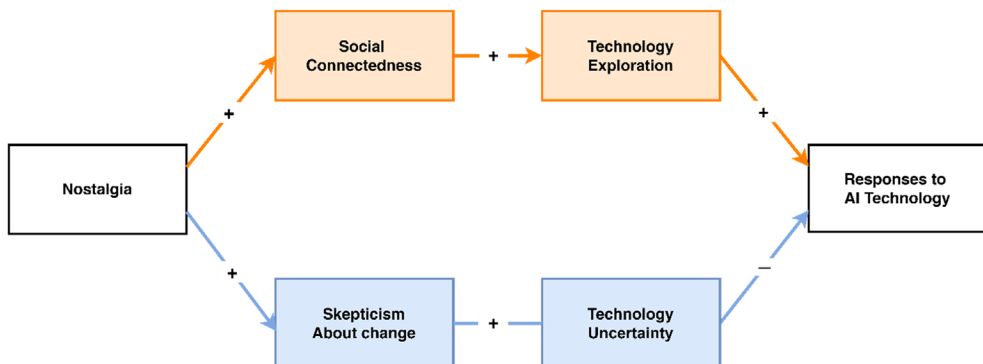 Social
Connectedness
+
Technology
Exploration
+
+
Nostalgia
Responses to
AI Technology
+
—
Skepticism
About change
+
Technology
Uncertainty